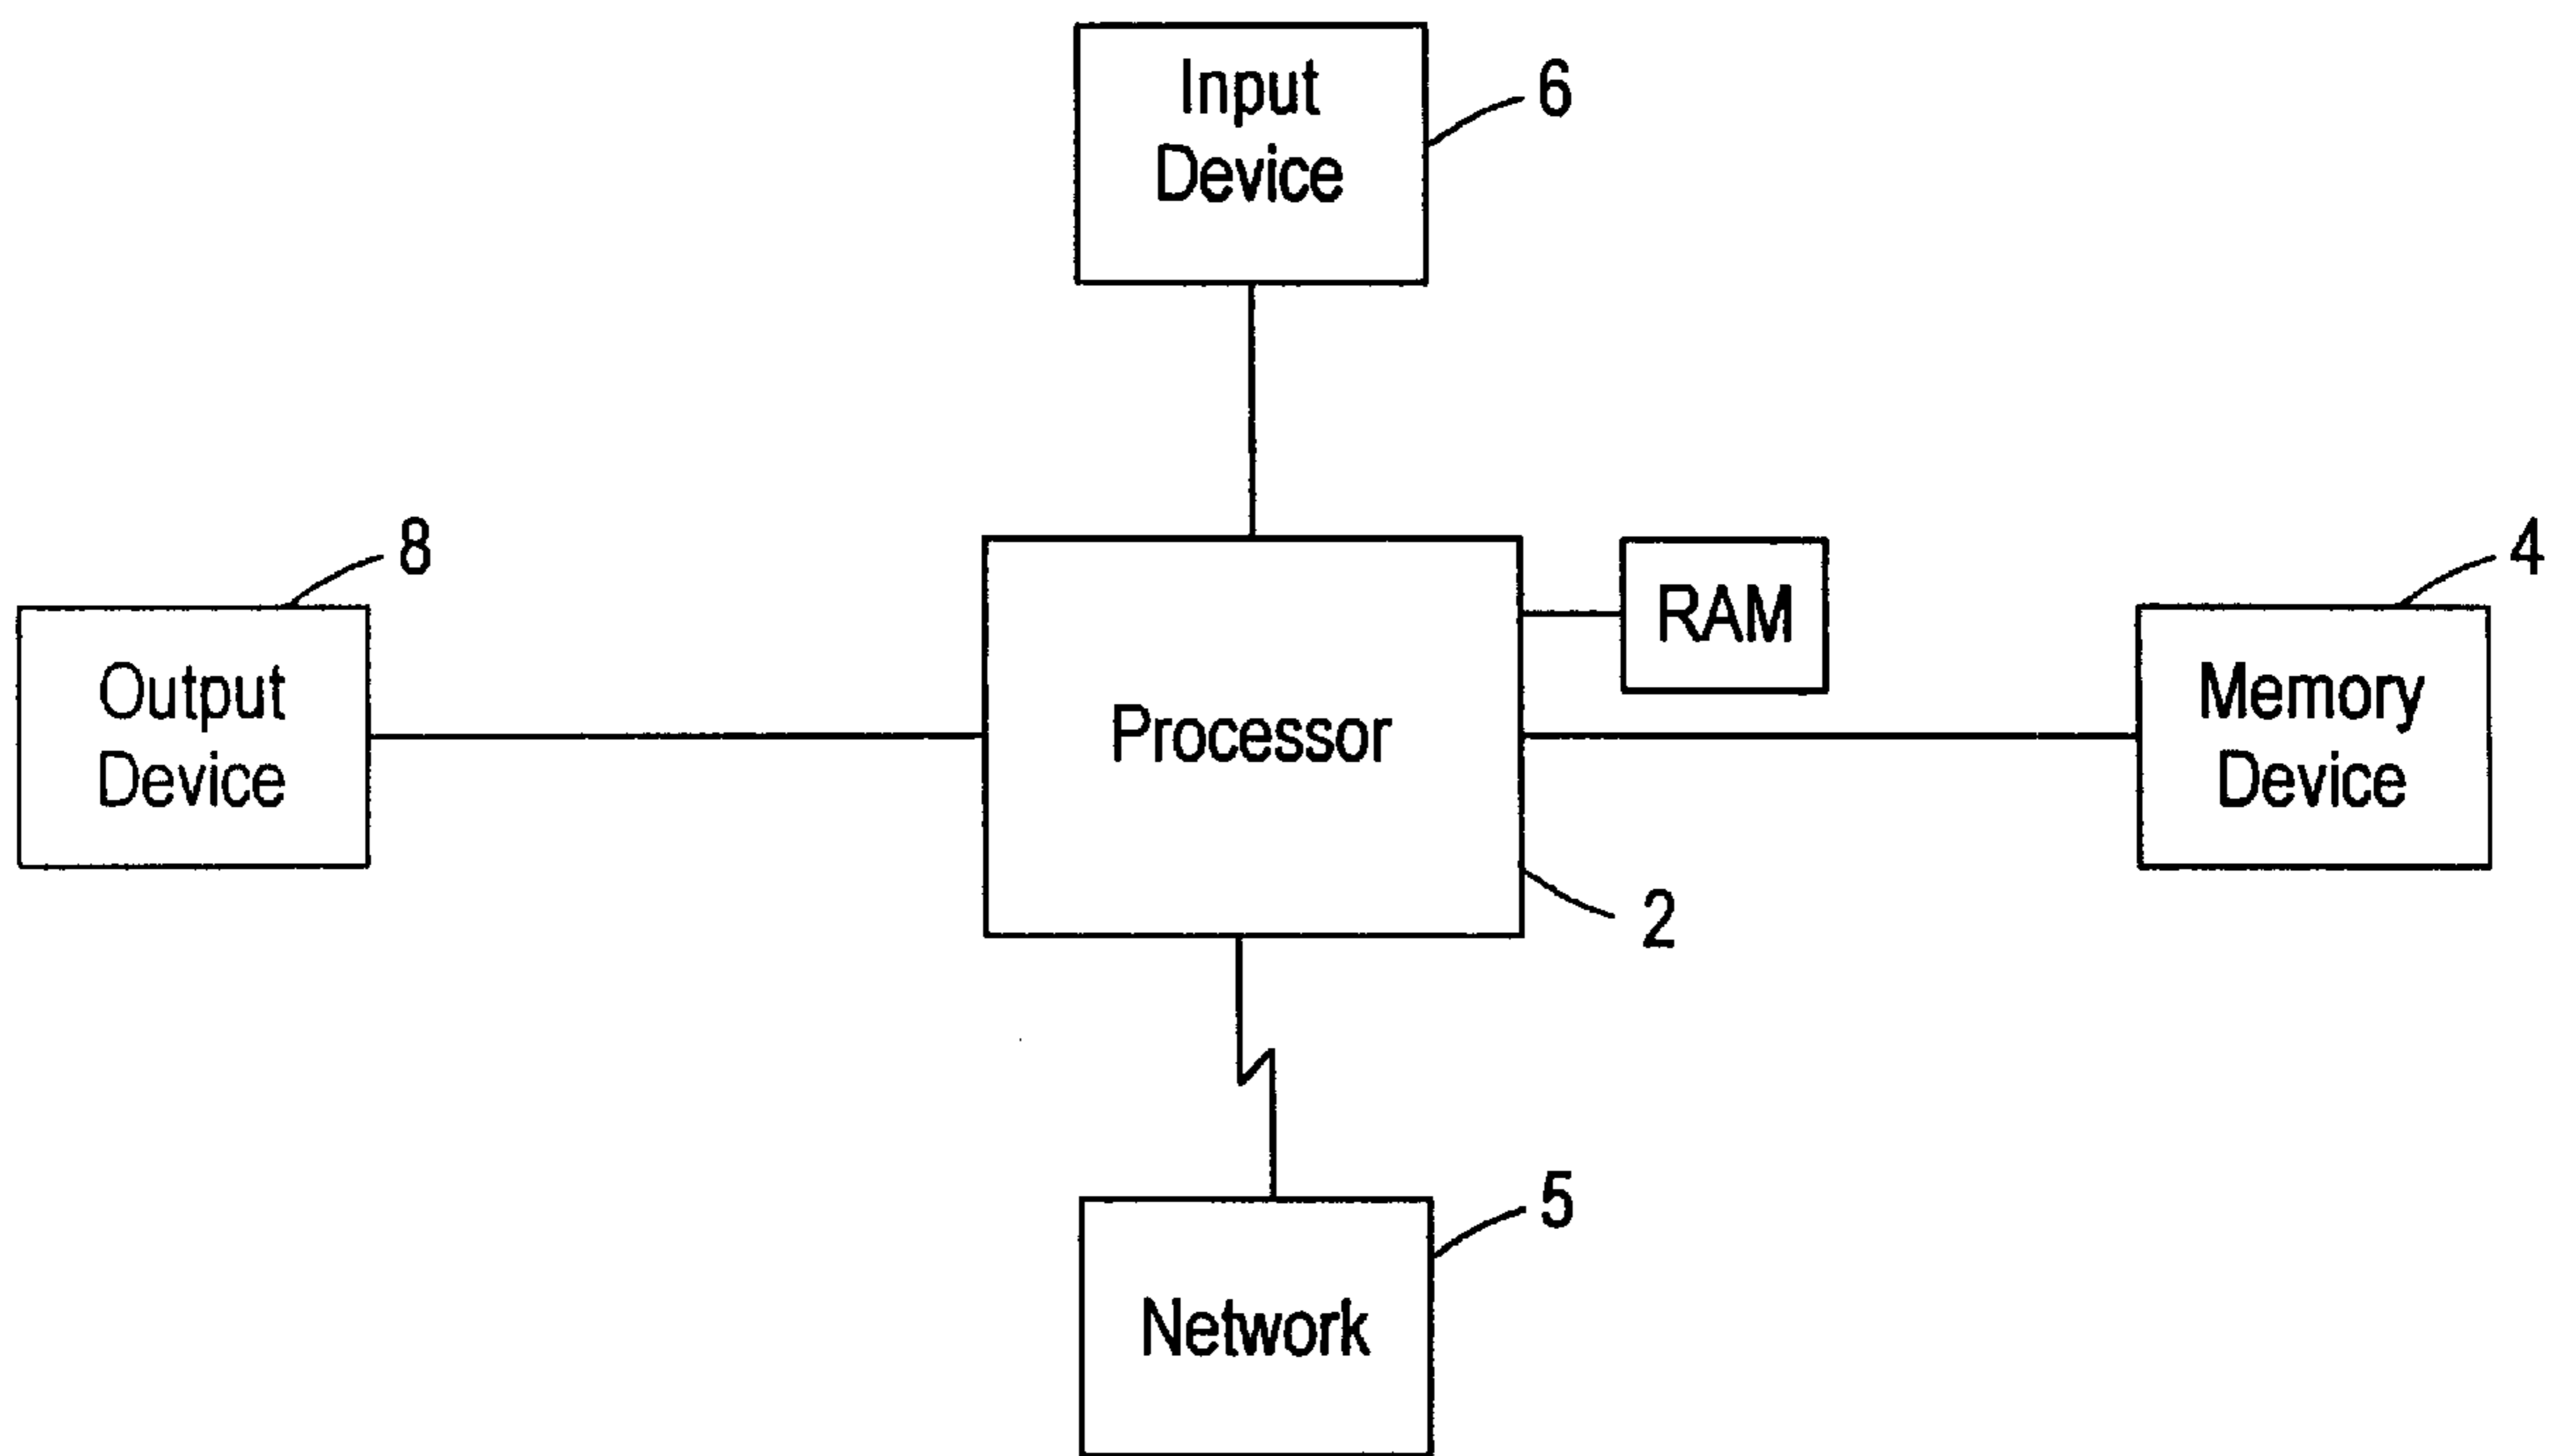 Input
Device
6
8
Output
Device
Processor
RAM
4
Memory
Device
2
5
Network